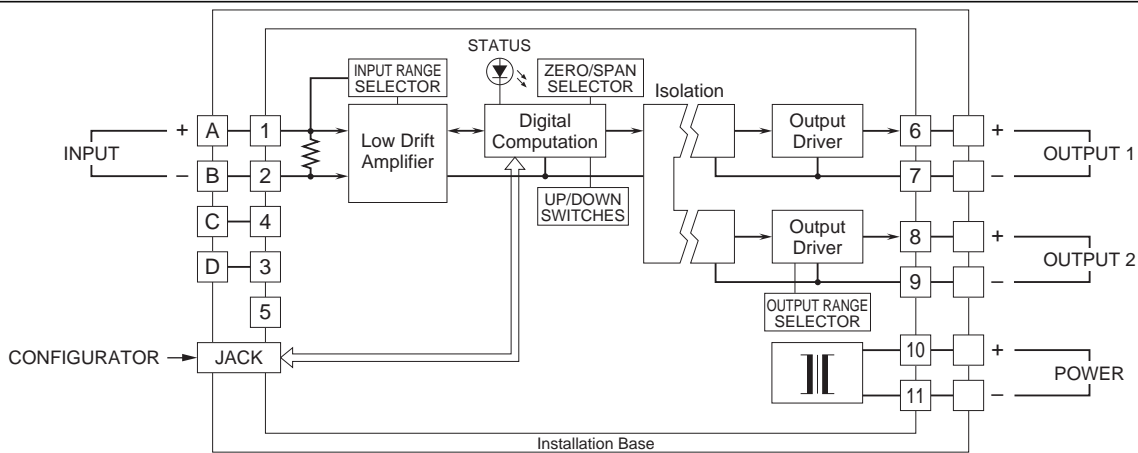 STATUS
INPUT RANGE
SELECTOR
ZERO/SPAN
SELECTOR
Isolation
Low Drift
Amplifier
Digital
Computation
UP/DOWN
SWITCHES
Output
Driver
Output
Driver
OUTPUT RANGE
SELECTOR
INPUT
+ A 1
– B 2
C 4
D 3
5
CONFIGURATOR
JACK
6 +
7 –
OUTPUT 1
8 +
9 –
OUTPUT 2
10 +
11 –
POWER
Installation Base